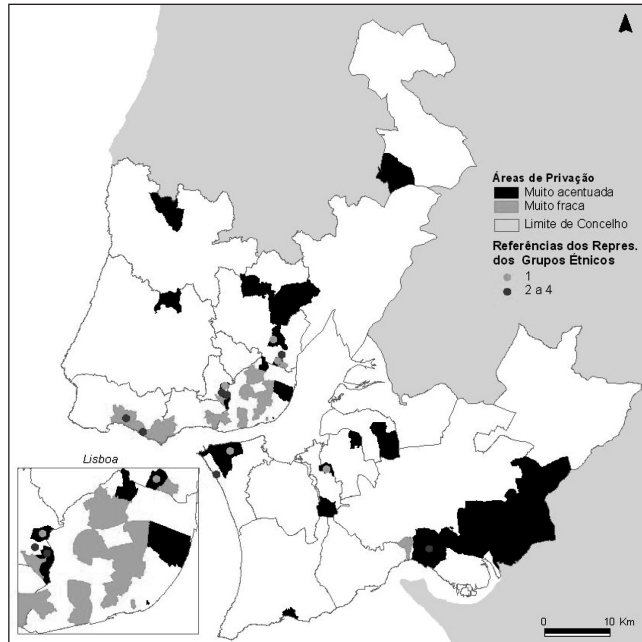 Áreas de Privação
Muito acentuada
Muito fraca
Limite de Concelho
Referências dos Repres.
dos Grupos Étnicos
1
2 a 4
Lisboa
0 10 Km